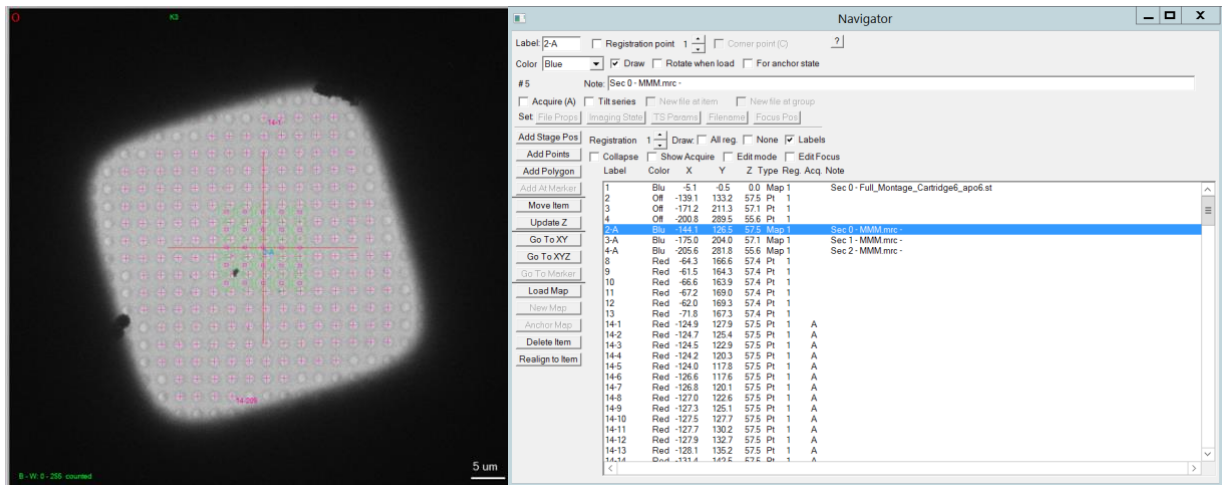 K3
14-1
B - W: 0 - 255 counted
5 um
Navigator
Label: 2-A Registration point 1 Corner point (C) ?
Color Blue Draw Rotate when load For anchor state
# 5 Note: Sec 0 - MMM.mrc -
Acquire (A) Tilt series New file at item New file at group
Set: File Props Imaging State TS Params Filename Focus Pos
Add Stage Pos
Add Points
Add Polygon
Add At Marker
Move Item
Update Z
Go To XY
Go To XYZ
Go To Marker
Load Map
New Map
Anchor Map
Delete Item
Realign to Item
Registration 1 Draw: All reg. None Labels
Collapse Show Acquire Edit mode Edit Focus
Label Color X Y Z Type Reg. Acq. Note
1 Blu -5.1 -0.5 0.0 Map 1 Sec 0 - Full_Montage_Cartridge6_apo6.st
2 Off -139.1 133.2 57.5 Pt 1
3 Off -171.2 211.3 57.1 Pt 1
4 Off -200.8 289.5 55.6 Pt 1
2-A Blu -144.1 126.5 57.5 Map 1 Sec 0 - MMM.mrc -
3-A Blu -175.0 204.0 57.1 Map 1 Sec 1 - MMM.mrc -
4-A Blu -205.6 281.8 55.6 Map 1 Sec 2 - MMM.mrc -
8 Red -64.3 166.6 57.4 Pt 1
9 Red -61.5 164.3 57.4 Pt 1
10 Red -66.6 163.9 57.4 Pt 1
11 Red -67.2 169.0 57.4 Pt 1
12 Red -62.0 169.3 57.4 Pt 1
13 Red -71.8 167.3 57.4 Pt 1
14-1 Red -124.9 127.9 57.5 Pt 1 A
14-2 Red -124.7 125.4 57.5 Pt 1 A
14-3 Red -124.5 122.9 57.5 Pt 1 A
14-4 Red -124.2 120.3 57.5 Pt 1 A
14-5 Red -124.0 117.8 57.5 Pt 1 A
14-6 Red -126.6 117.6 57.5 Pt 1 A
14-7 Red -126.8 120.1 57.5 Pt 1 A
14-8 Red -127.0 122.6 57.5 Pt 1 A
14-9 Red -127.3 125.1 57.5 Pt 1 A
14-10 Red -127.5 127.7 57.5 Pt 1 A
14-11 Red -127.7 130.2 57.5 Pt 1 A
14-12 Red -127.9 132.7 57.5 Pt 1 A
14-13 Red -128.1 135.2 57.5 Pt 1 A